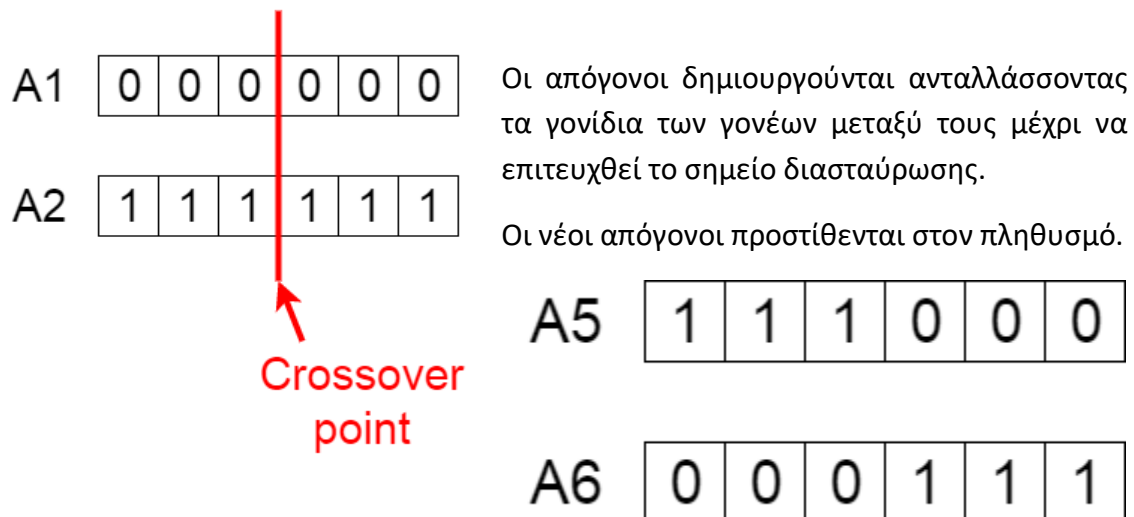 A1 0 0 0 0 0 0
A2 1 1 1 1 1 1
Crossover
point
Οι απόγονοι δημιουργούνται ανταλλάσσοντας
τα γονίδια των γονέων μεταξύ τους μέχρι να
επιτευχθεί το σημείο διασταύρωσης.
Οι νέοι απόγονοι προστίθενται στον πληθυσμό.
A5 1 1 1 0 0 0
A6 0 0 0 1 1 1